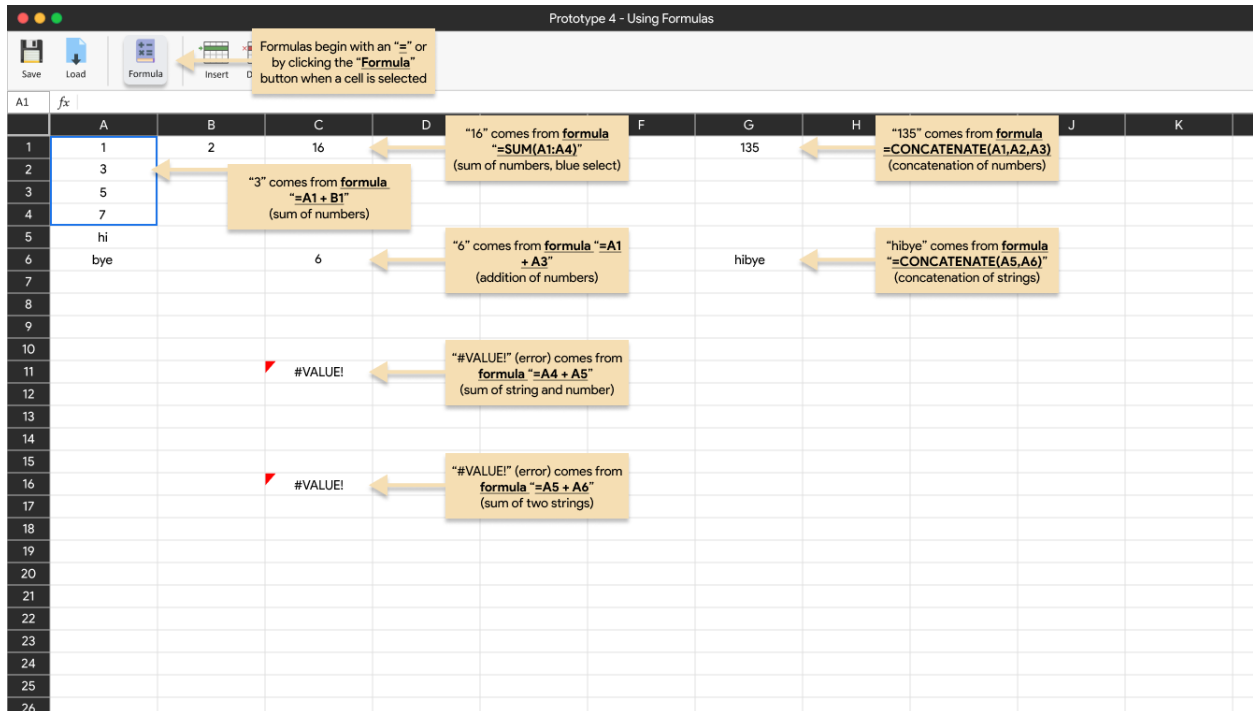 Prototype 4 - Using Formulas
Formulas begin with an “=” or
by clicking the “Formula”
button when a cell is selected
Save Load Formula Insert
A1 fx
A B C D F G H J K
1 1 2 16 135
“16” comes from formula
“=SUM(A1:A4)”
(sum of numbers, blue select)
“135” comes from formula
=CONCATENATE(A1,A2,A3)
(concatenation of numbers)
2 3
“3” comes from formula
“=A1 + B1”
(sum of numbers)
3 5
4 7
5 hi
6 bye 6 hibye
“6” comes from formula “=A1
+ A3”
(addition of numbers)
“hibye” comes from formula
“=CONCATENATE(A5,A6)”
(concatenation of strings)
7
8
9
10
11 #VALUE!
“#VALUE!” (error) comes from
formula “=A4 + A5”
(sum of string and number)
12
13
14
15
16 #VALUE!
“#VALUE!” (error) comes from
formula “=A5 + A6”
(sum of two strings)
17
18
19
20
21
22
23
24
25
26